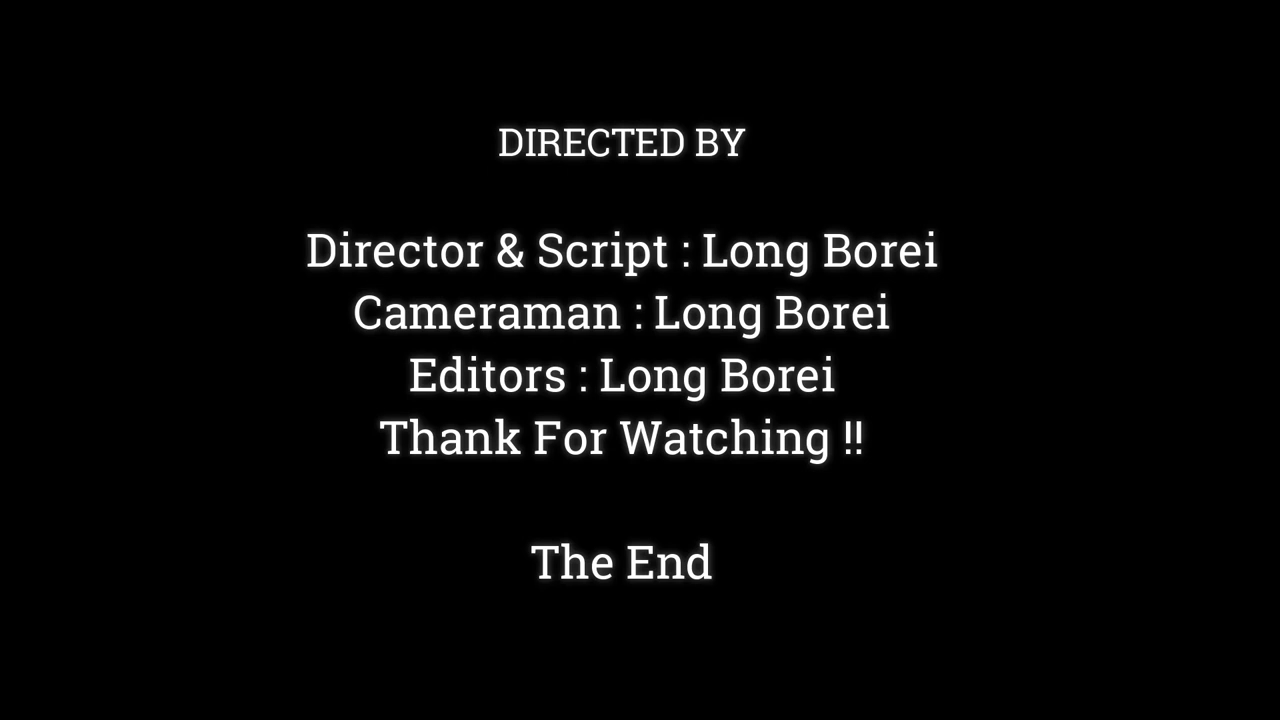 DIRECTED BY
Director & Script : Long Borei
Cameraman : Long Borei
Editors : Long Borei
Thank For Watching !!
The End